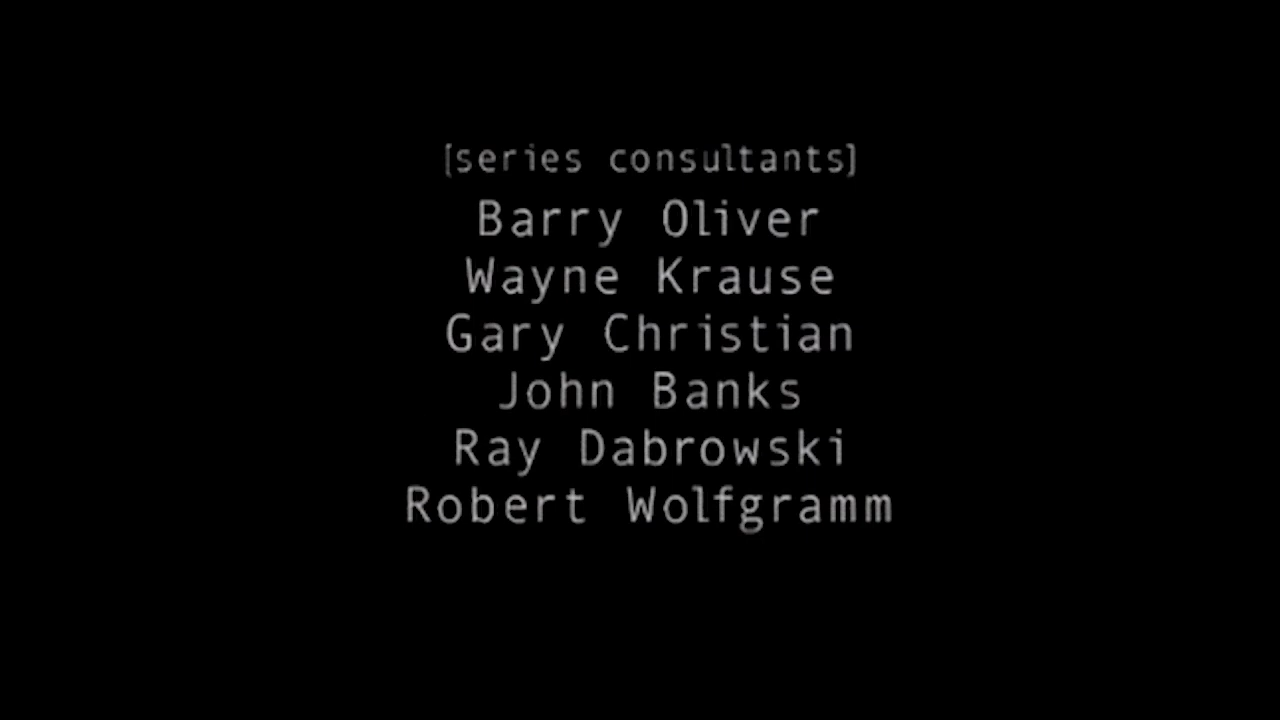 [series consultants]
Barry Oliver
Wayne Krause
Gary Christian
John Banks
Ray Dabrowski
Robert Wolfgramm